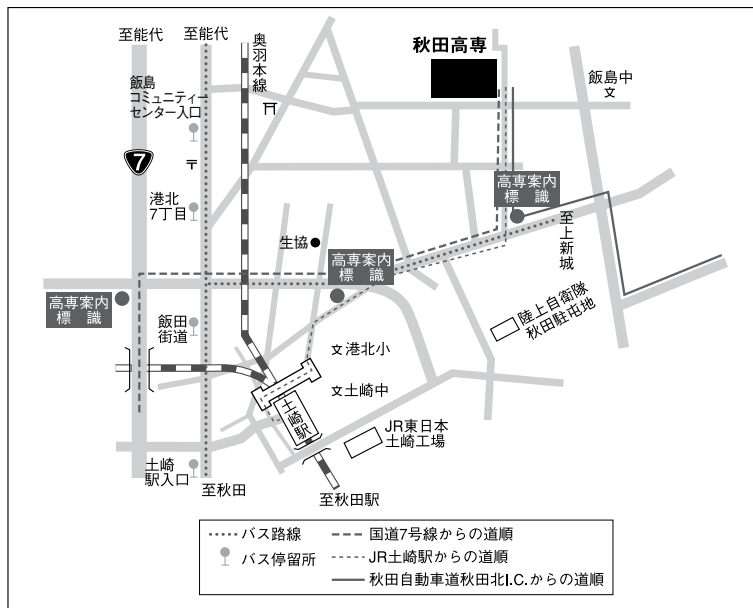 至能代
至能代
奥羽本線
秋田高専
飯島中
文
飯島
コミュニティー
センター入口
7
〒
港北
7丁目
高専案内
標 識
至上新城
生協
高専案内
標 識
高専案内
標 識
飯田
街道
陸上自衛隊
秋田駐屯地
文港北小
文土崎中
土崎駅
JR東日本
土崎工場
土崎
駅入口
至秋田
至秋田駅
バス路線
バス停留所
国道7号線からの道順
JR土崎駅からの道順
秋田自動車道秋田北I.C.からの道順